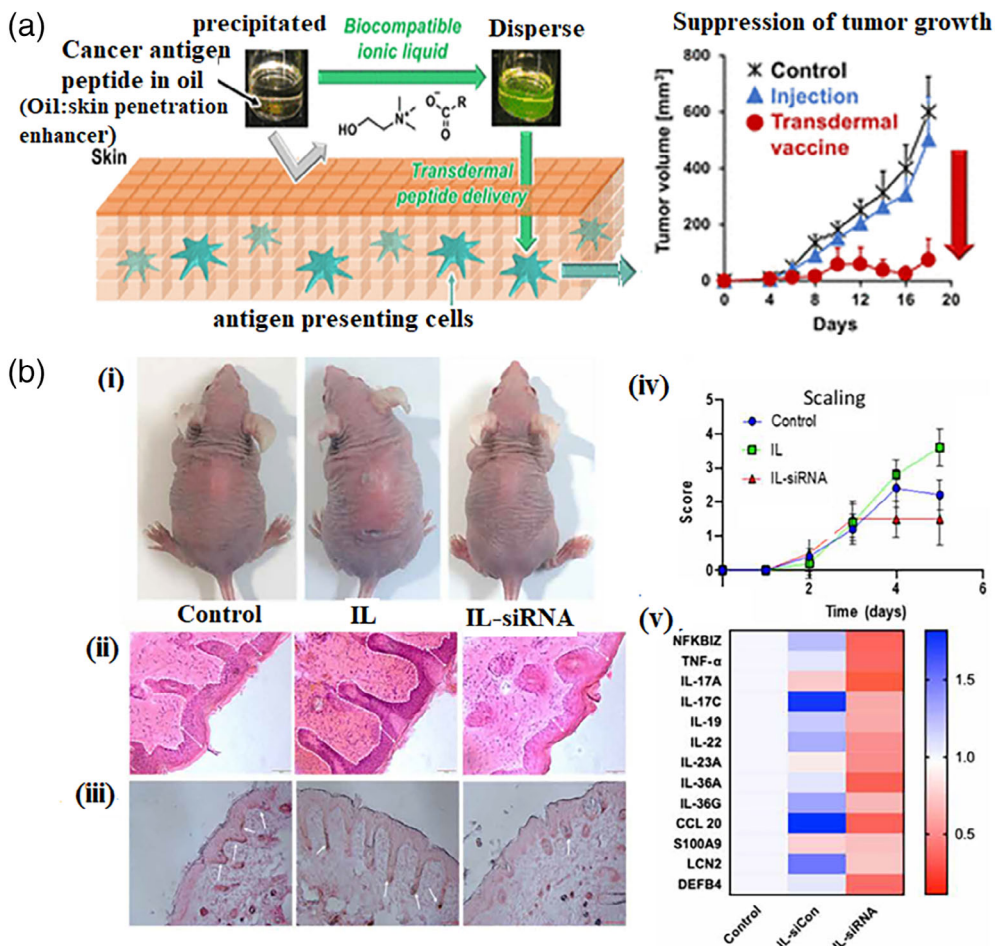 (a)
precipitated
Biocompatible
ionic liquid
Disperse
Cancer antigen
peptide in oil
(Oil:skin penetration
enhancer)
HO
N
+
O
-
O
R
Skin
Transdermal
peptide delivery
antigen presenting cells
Suppression of tumor growth
Tumor volume [mm3]
600
400
200
0
Control
Injection
Transdermal
vaccine
0 4 8 12 16 20
Days
(b)
(i)
Control IL IL-siRNA
(ii)
(iii)
(iv)
Scaling
Control
IL
IL-siRNA
Score
5
4
3
2
1
0
0 2 4 6
Time (days)
(v)
NFKBIZ
TNF-α
IL-17A
IL-17C
IL-19
IL-22
IL-23A
IL-36A
IL-36G
CCL 20
S100A9
LCN2
DEFB4
Control
IL-siCon
IL-siRNA
1.5
1.0
0.5